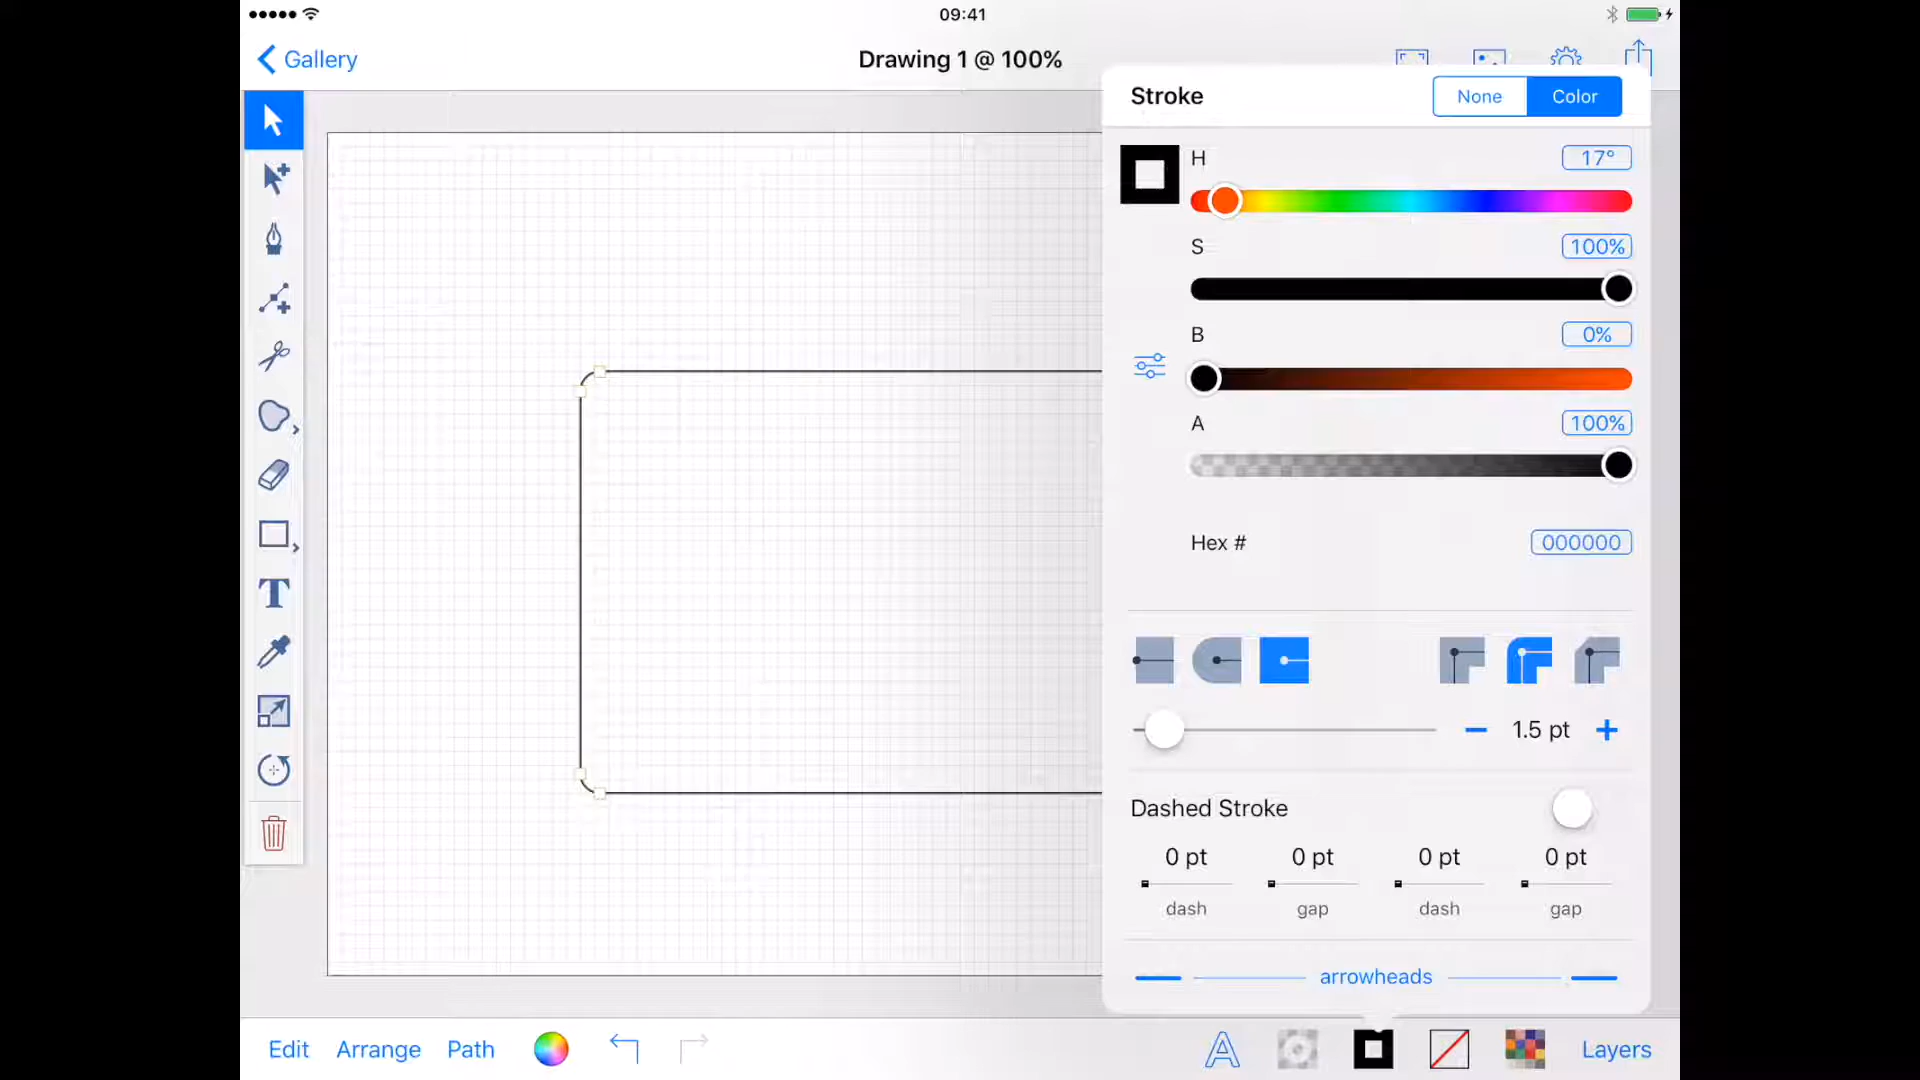 09:41
Gallery
Drawing 1 @ 100%
Stroke
None
Color
H
17°
S
100%
B
0%
A
100%
Hex #
000000
T
1.5 pt
Dashed Stroke
0 pt
0 pt
0 pt
0 pt
dash
gap
dash
gap
arrowheads
Edit
Arrange
Path
A
Layers